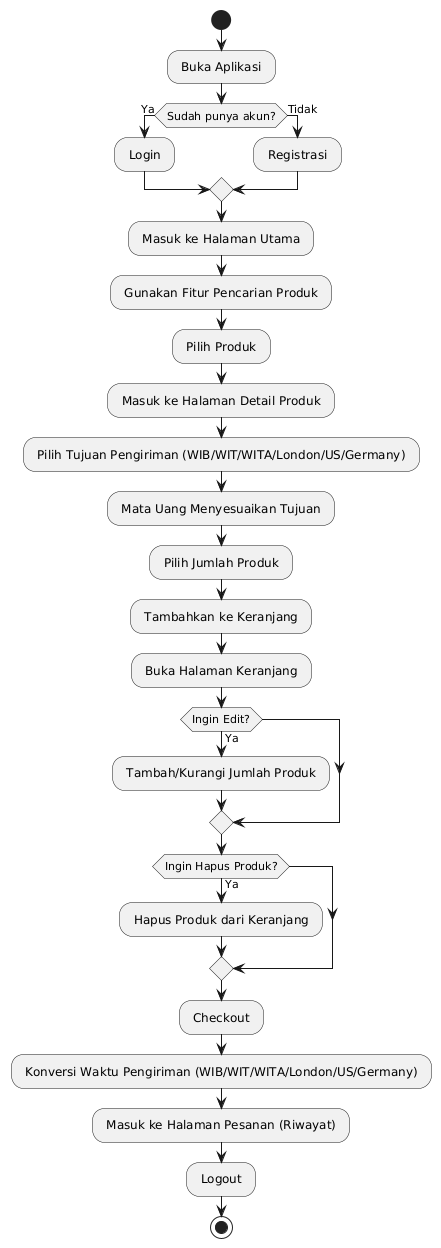 Buka Aplikasi
Sudah punya akun?
Ya
Tidak
Login
Registrasi
Masuk ke Halaman Utama
Gunakan Fitur Pencarian Produk
Pilih Produk
Masuk ke Halaman Detail Produk
Pilih Tujuan Pengiriman (WIB/WIT/WITA/London/US/Germany)
Mata Uang Menyesuaikan Tujuan
Pilih Jumlah Produk
Tambahkan ke Keranjang
Buka Halaman Keranjang
Ingin Edit?
Ya
Tambah/Kurangi Jumlah Produk
Ingin Hapus Produk?
Ya
Hapus Produk dari Keranjang
Checkout
Konversi Waktu Pengiriman (WIB/WIT/WITA/London/US/Germany)
Masuk ke Halaman Pesanan (Riwayat)
Logout